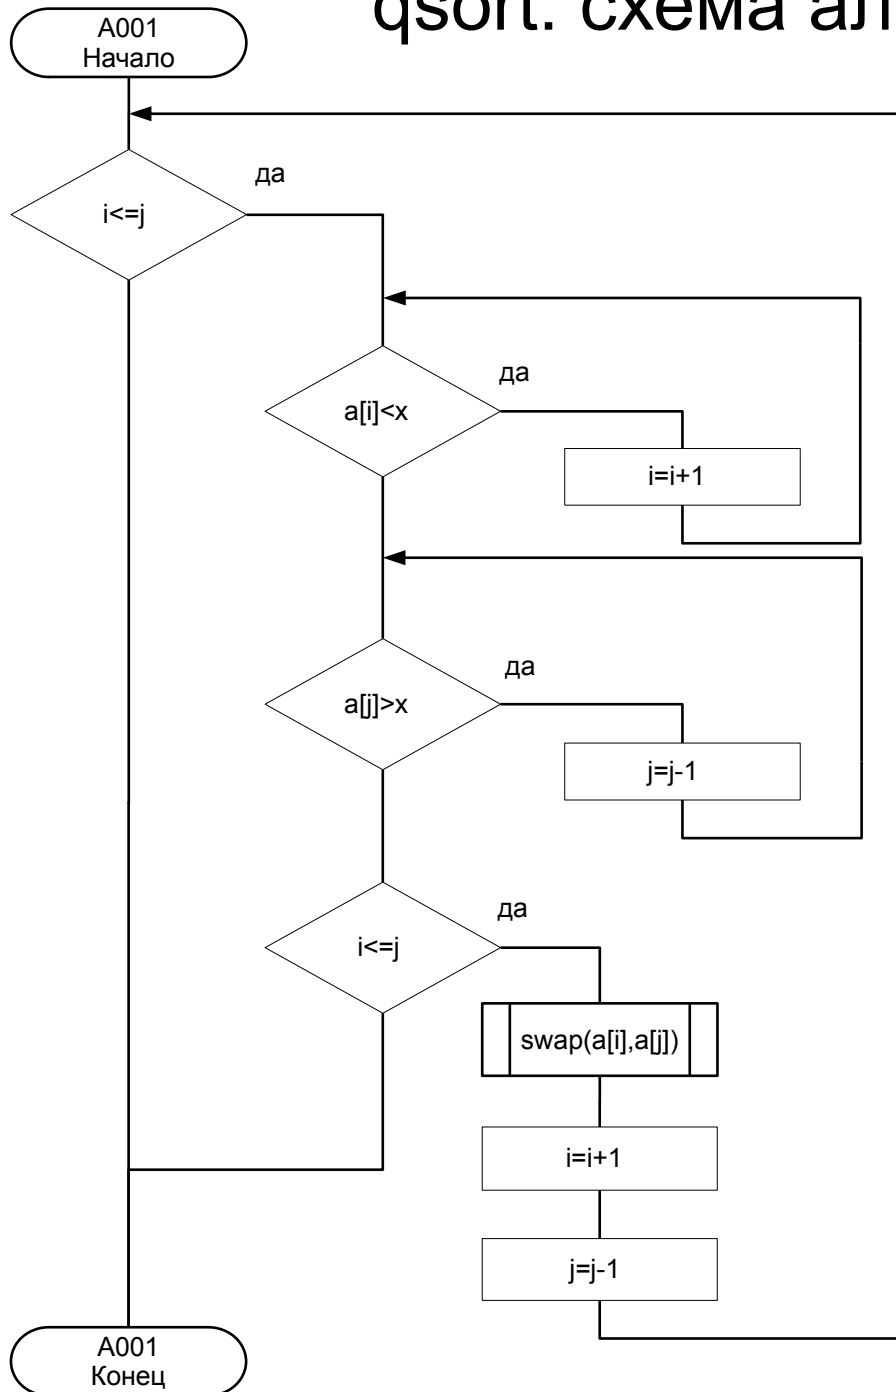 qsort: схема ал
A001
Начало
да
i<=j
да
a[i]<x
i=i+1
да
a[j]>x
j=j-1
да
i<=j
swap(a[i],a[j])
i=i+1
j=j-1
A001
Конец